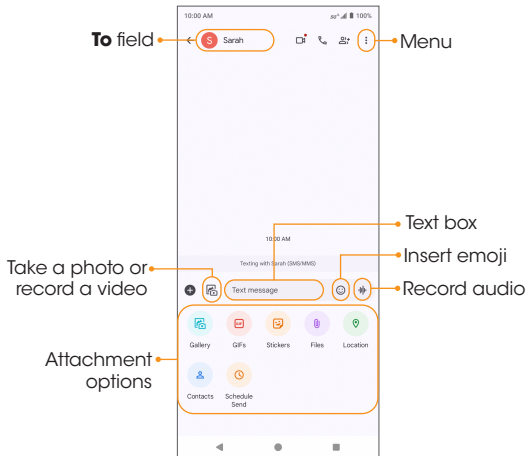 10:00 AM
5G+ 100%
To field
S Sarah
Menu
10:00 AM
Texting with Sarah (SMS/MMS)
Text box
Insert emoji
Take a photo or
record a video
Text message
Record audio
Attachment
options
Gallery
GIF
GIFs
Stickers
Files
Location
Contacts
Schedule
Send